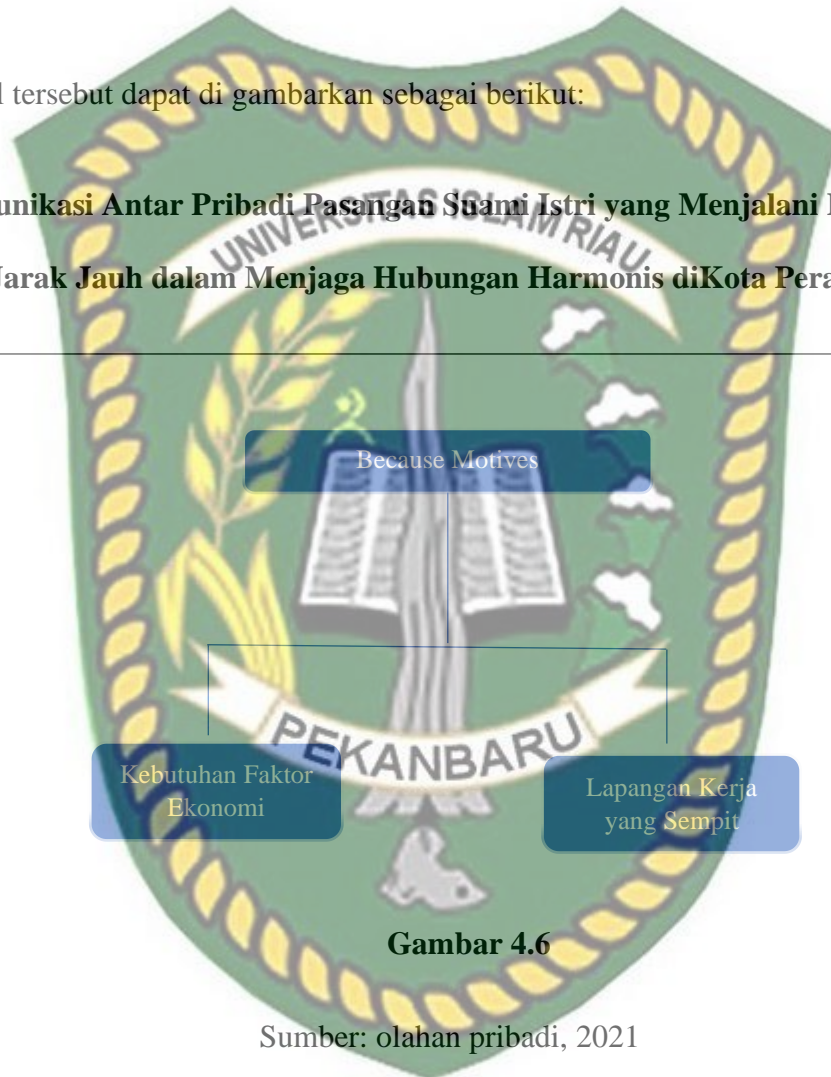 l tersebut dapat di gambarkan sebagai berikut:
unikasi Antar Pribadi Pasangan Suami Istri yang Menjalani
UNIVERSITAS ISLAM RIAU
Jarak Jauh dalam Menjaga Hubungan Harmonis diKota Pera
Because Motives
PEKANBARU
Kebutuhan Faktor
Ekonomi
Lapangan Kerja
yang Sempit
Gambar 4.6
Sumber: olahan pribadi, 2021